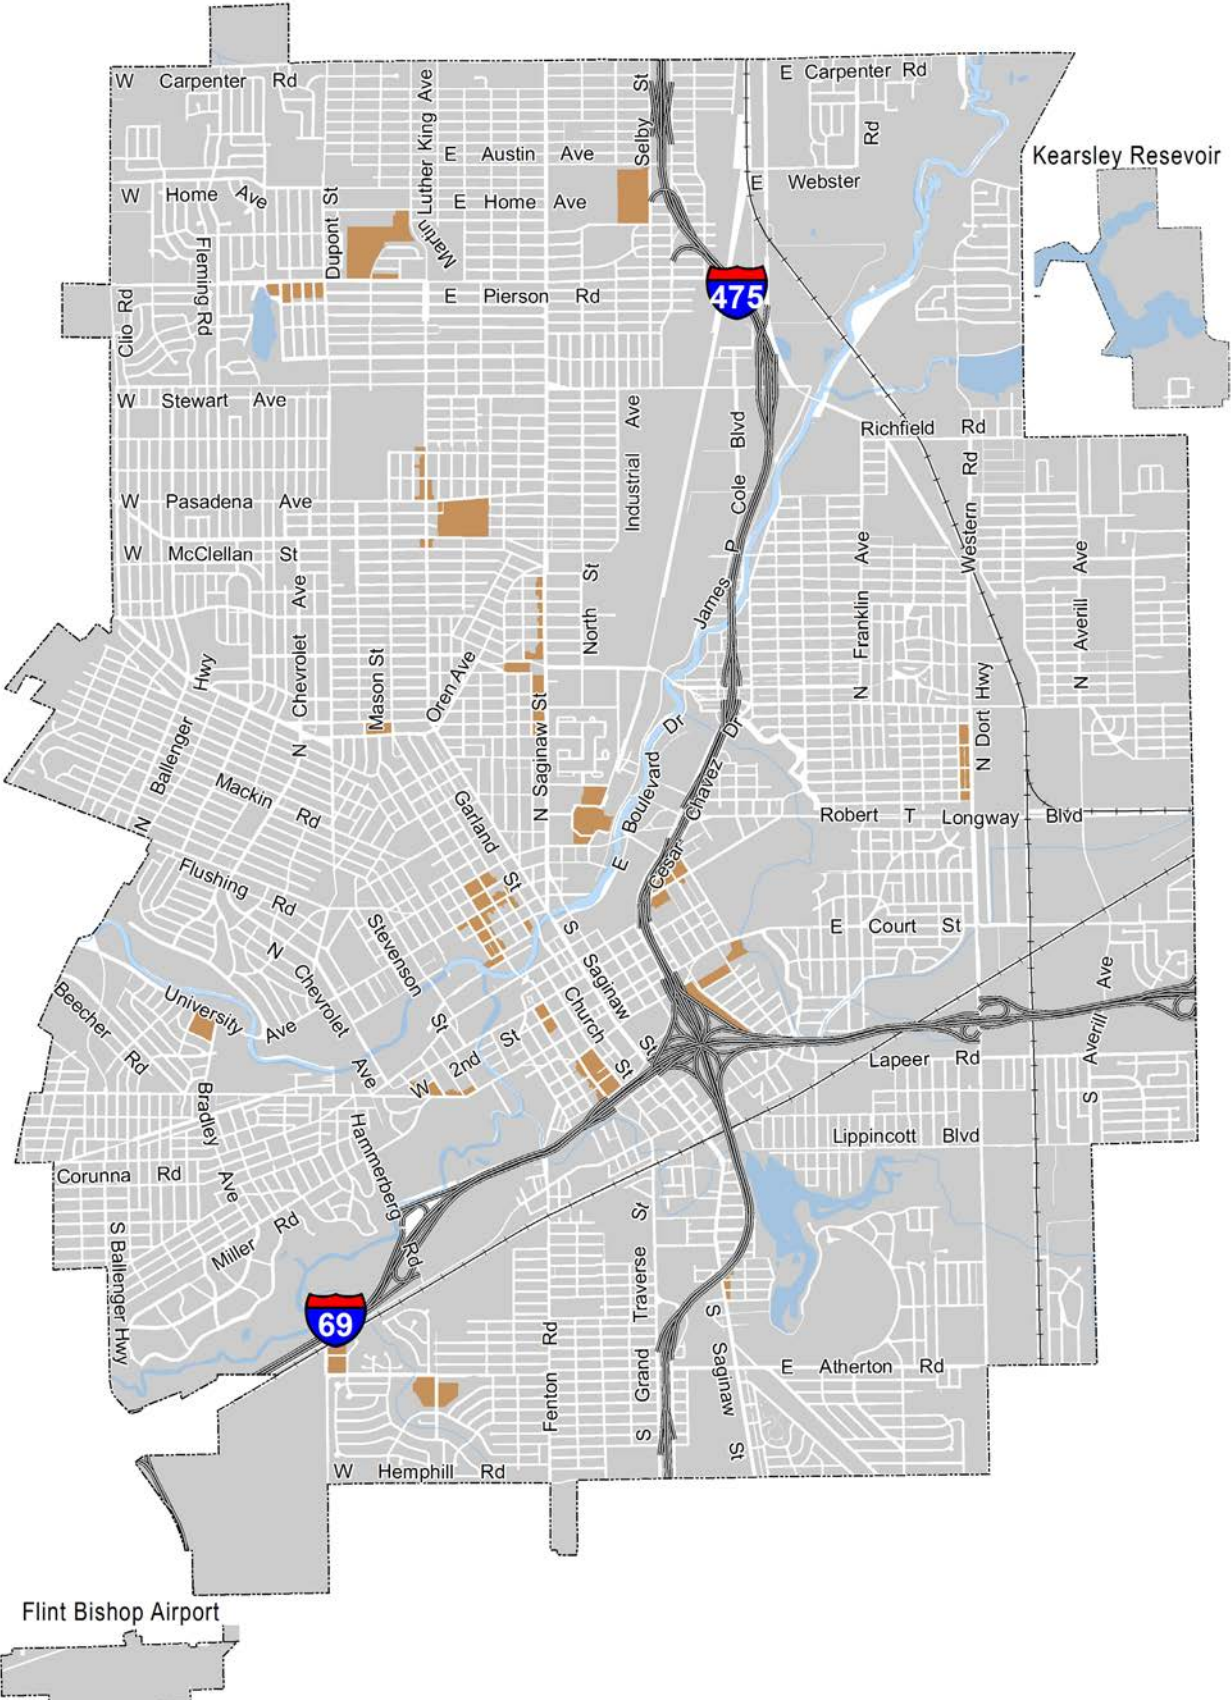 W Carpenter Rd
E Carpenter Rd
Martin Luther King Ave
Selby St
Rd
Kearsley Resevoir
E Austin Ave
E Webster
W Home Ave
E Home Ave
Dupont St
Fleming Rd
Clio Rd
E Pierson Rd
475
W Stewart Ave
Industrial Ave
James P Cole Blvd
Richfield Rd
Western Rd
W Pasadena Ave
W McClellan St
N Chevrolet Ave
North St
N Franklin Ave
N Averill Ave
N Ballenger Hwy
Mason St
Oren Ave
N Saginaw St
E Boulevard Dr
Cesar Chavez Dr
N Dort Hwy
Mackin Rd
Garland St
Robert T Longway Blvd
Flushing Rd
Stevenson St
S Saginaw St
E Court St
N Chevrolet Ave
University Ave
Beecher Rd
Church St
W 2nd St
S Averill Ave
Lapeer Rd
Bradley Ave
Hammerberg Rd
Lippincott Blvd
Corunna Rd
Miller Rd
S Ballenger Hwy
S Grand Traverse St
69
Fenton Rd
S Saginaw St
E Atherton Rd
W Hemphill Rd
Flint Bishop Airport